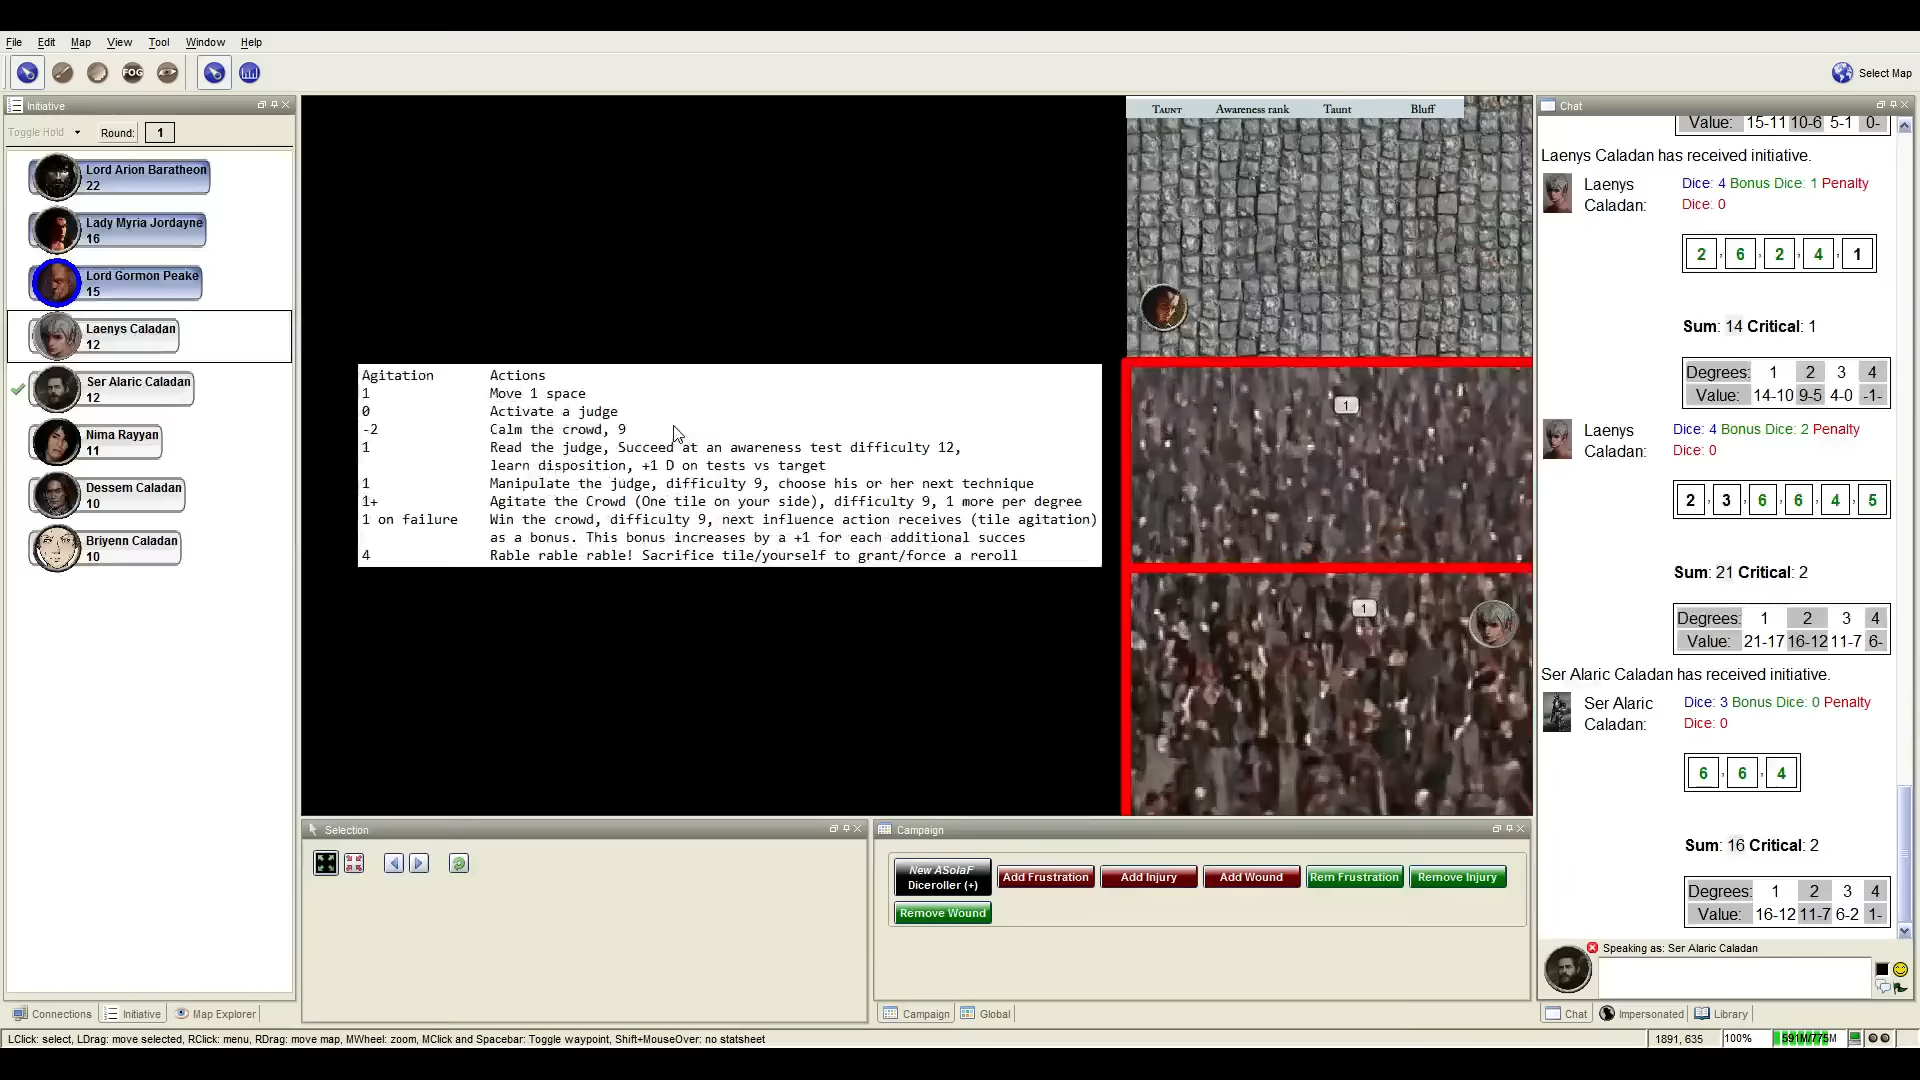 File Edit Map View Tool Window Help
FOG
Select Map
Initiative
Toggle Hold Round: 1
Lord Arion Baratheon
22
Lady Myria Jordayne
16
Lord Gormon Peake
15
Laenys Caladan
12
Ser Alaric Caladan
12
Nima Rayyan
11
Dessem Caladan
10
Briyenn Caladan
10
Connections Initiative Map Explorer
TAUNT Awareness rank Taunt Bluff
Agitation Actions
1 Move 1 space
0 Activate a judge
-2 Calm the crowd, 9
1 Read the judge, Succeed at an awareness test difficulty 12,
learn disposition, +1 D on tests vs target
1 Manipulate the judge, difficulty 9, choose his or her next technique
1+ Agitate the Crowd (One tile on your side), difficulty 9, 1 more per degree
1 on failure Win the crowd, difficulty 9, next influence action receives (tile agitation)
as a bonus. This bonus increases by a +1 for each additional succes
4 Rable rable rable! Sacrifice tile/yourself to grant/force a reroll
1
1
Selection
Campaign
New ASoIaF
Diceroller (+)
Add Frustration Add Injury Add Wound Rem Frustration Remove Injury
Remove Wound
Campaign Global
Chat
Value: 15-11 10-6 5-1 0-
Laenys Caladan has received initiative.
Laenys
Caladan:
Dice: 4 Bonus Dice: 1 Penalty
Dice: 0
2 , 6 , 2 , 4 , 1
Sum: 14 Critical: 1
Degrees: 1 2 3 4
Value: 14-10 9-5 4-0 -1-
Laenys
Caladan:
Dice: 4 Bonus Dice: 2 Penalty
Dice: 0
2 , 3 , 6 , 6 , 4 , 5
Sum: 21 Critical: 2
Degrees: 1 2 3 4
Value: 21-17 16-12 11-7 6-
Ser Alaric Caladan has received initiative.
Ser Alaric
Caladan:
Dice: 3 Bonus Dice: 0 Penalty
Dice: 0
6 , 6 , 4
Sum: 16 Critical: 2
Degrees: 1 2 3 4
Value: 16-12 11-7 6-2 1-
Speaking as: Ser Alaric Caladan
Chat Impersonated Library
LClick: select, LDrag: move selected, RClick: menu, RDrag: move map, MWheel: zoom, MClick and Spacebar: Toggle waypoint, Shift+MouseOver: no statsheet
1891, 635 100% 591M/775M